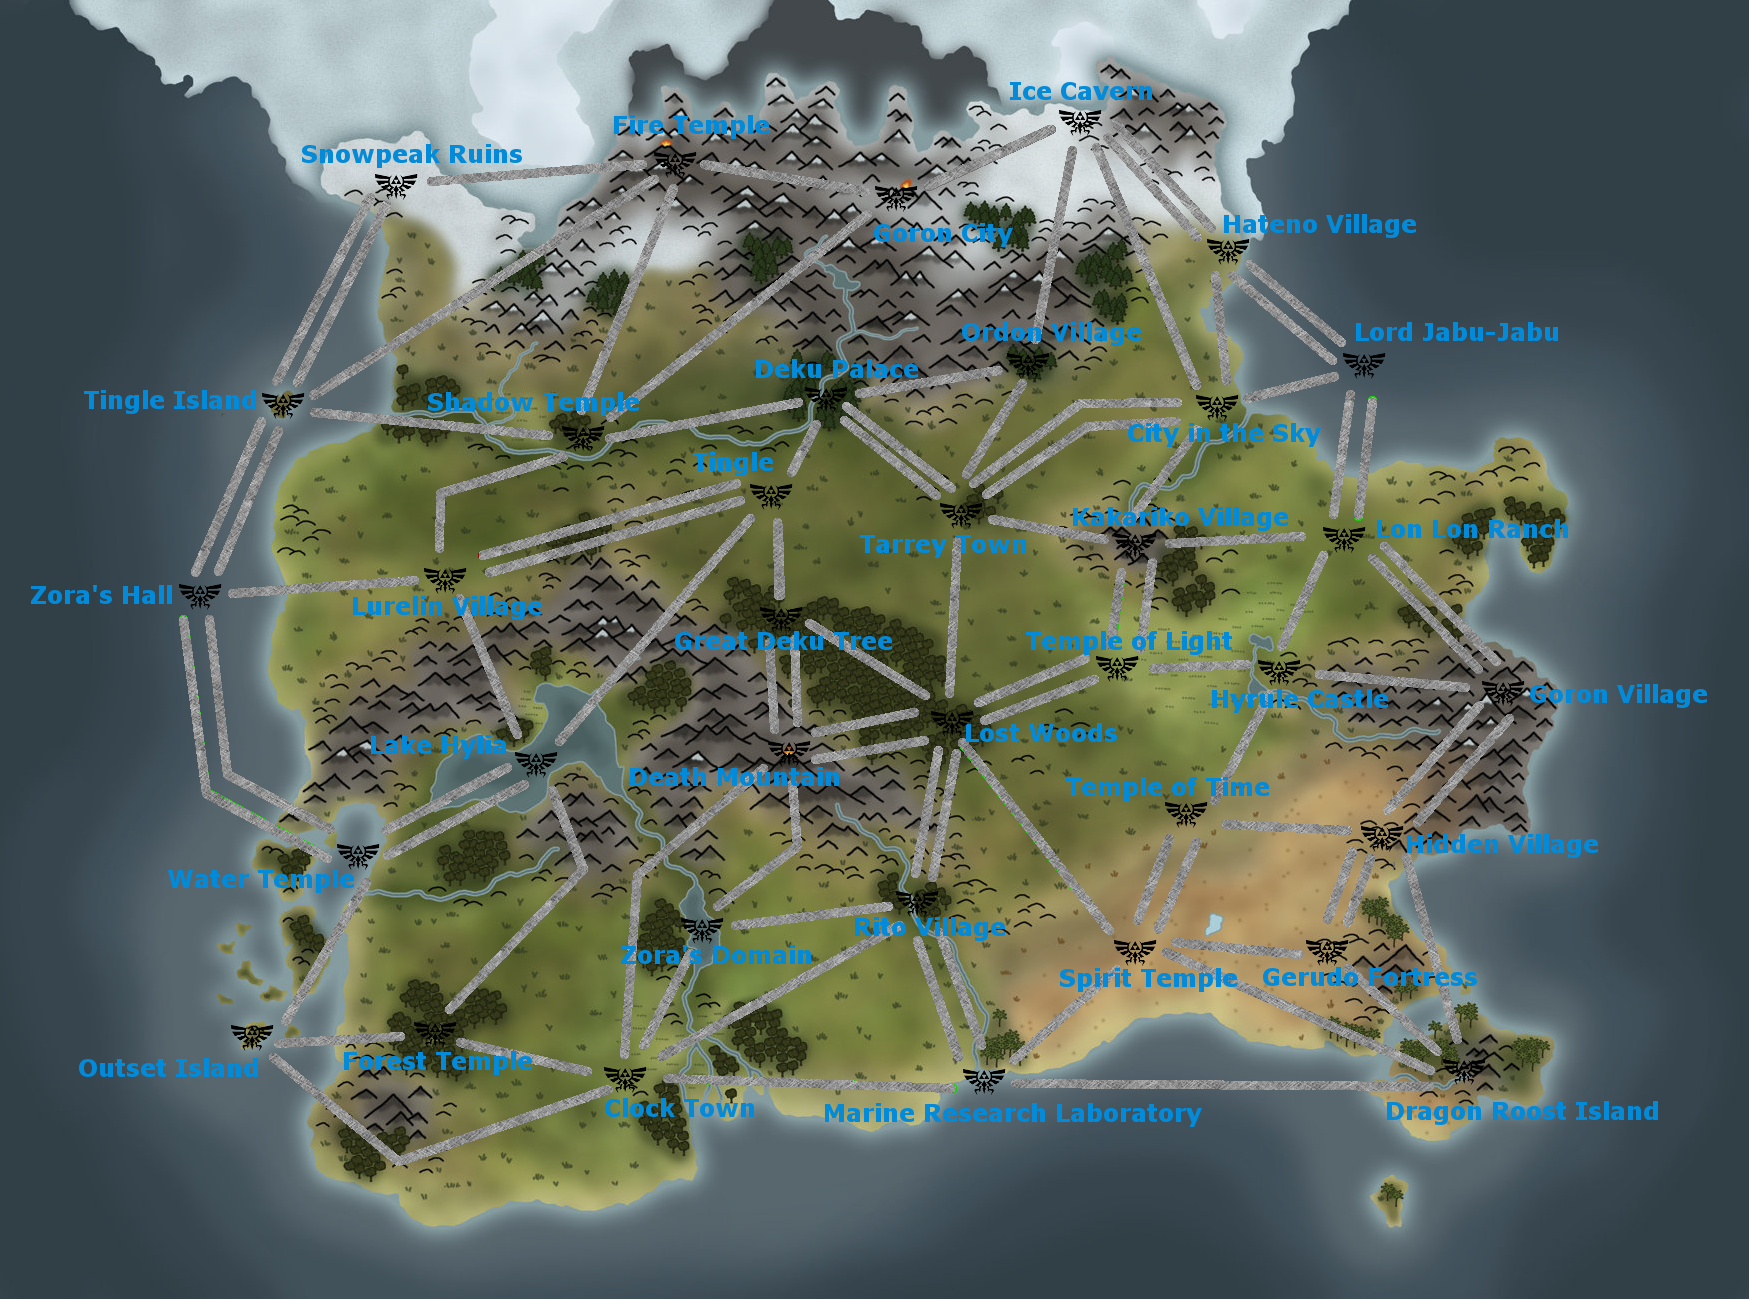 Ice Cavern
Fire Temple
Snowpeak Ruins
Hateno Village
Goron City
Ordon Village
Lord Jabu-Jabu
Deku Palace
Tingle Island
Shadow Temple
City in the Sky
Tingle
Kakariko Village
Lon Lon Ranch
Tarrey Town
Zora's Hall
Lurelin Village
Great Deku Tree
Temple of Light
Hyrule Castle
Goron Village
Lost Woods
Lake Hylia
Death Mountain
Temple of Time
Hidden Village
Water Temple
Rito Village
Zora's Domain
Spirit Temple
Gerudo Fortress
Outset Island
Forest Temple
Clock Town
Marine Research Laboratory
Dragon Roost Island